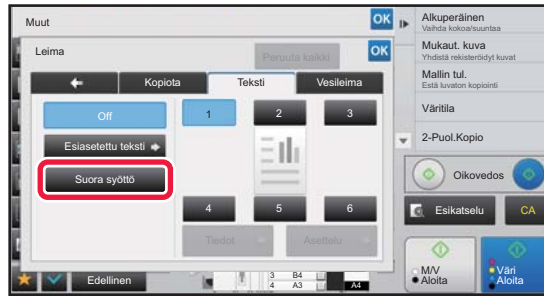 Muut
OK
Leima
Peruuta kaikki
OK
Kopiota
Teksti
Vesileima
Off
1
2
3
Esiasetettu teksti
Suora syöttö
4
5
6
Tiedot
Asettelu
Edellinen
3 B4
4 A3
A4
Alkuperäinen
Vaihda kokoa/suuntaa
Mukaut. kuva
Yhdistä rekisteröidyt kuvat
Mallin tul.
Estä luvaton kopiointi
Väritila
2-Puol.Kopio
Oikovedos
Esikatselu
CA
M/V
Aloita
Väri
Aloita